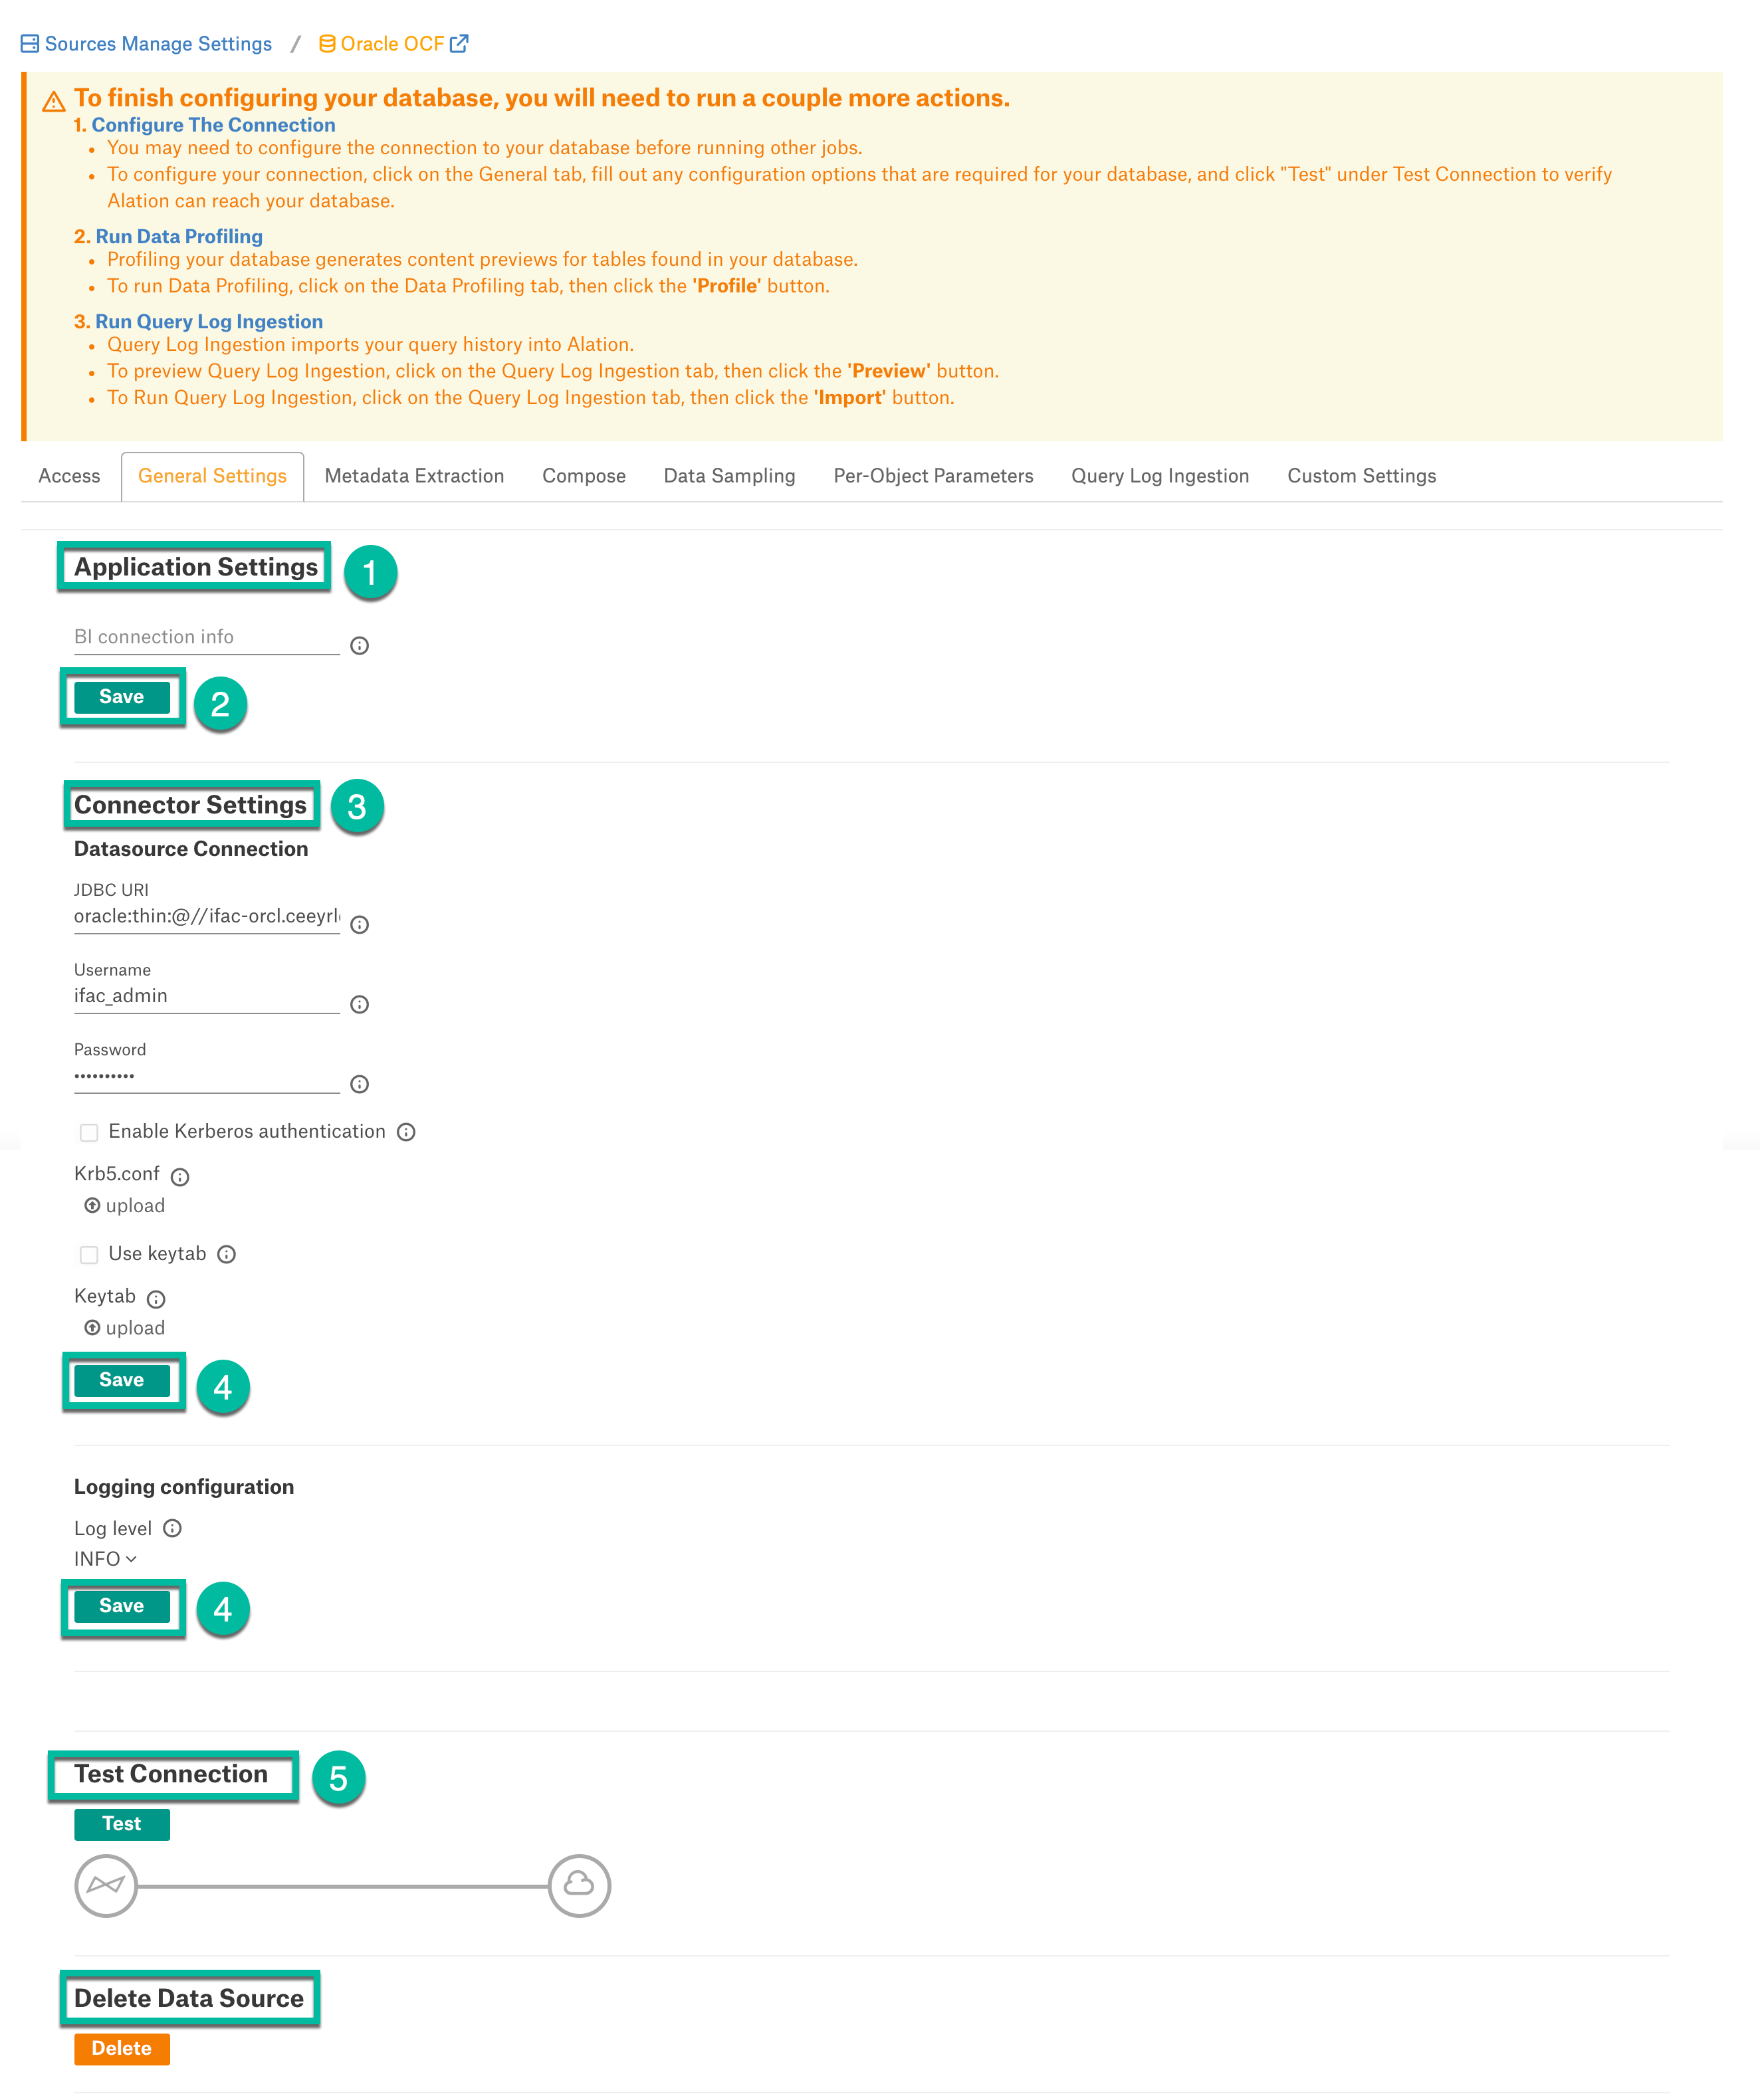 Sources Manage Settings / Oracle OCF
To finish configuring your database, you will need to run a couple more actions.
1. Configure The Connection
• You may need to configure the connection to your database before running other jobs.
• To configure your connection, click on the General tab, fill out any configuration options that are required for your database, and click "Test" under Test Connection to verify
Alation can reach your database.
2. Run Data Profiling
• Profiling your database generates content previews for tables found in your database.
• To run Data Profiling, click on the Data Profiling tab, then click the 'Profile' button.
3. Run Query Log Ingestion
• Query Log Ingestion imports your query history into Alation.
• To preview Query Log Ingestion, click on the Query Log Ingestion tab, then click the 'Preview' button.
• To Run Query Log Ingestion, click on the Query Log Ingestion tab, then click the 'Import' button.
Access General Settings Metadata Extraction Compose Data Sampling Per-Object Parameters Query Log Ingestion Custom Settings
Application Settings 1
BI connection info
Save 2
Connector Settings 3
Datasource Connection
JDBC URI
oracle:thin:@//ifac-orcl.ceeyrl
Username
ifac_admin
Password
••••••••••
Enable Kerberos authentication
Krb5.conf
upload
Use keytab
Keytab
upload
Save 4
Logging configuration
Log level
INFO
Save 4
Test Connection 5
Test
Delete Data Source
Delete